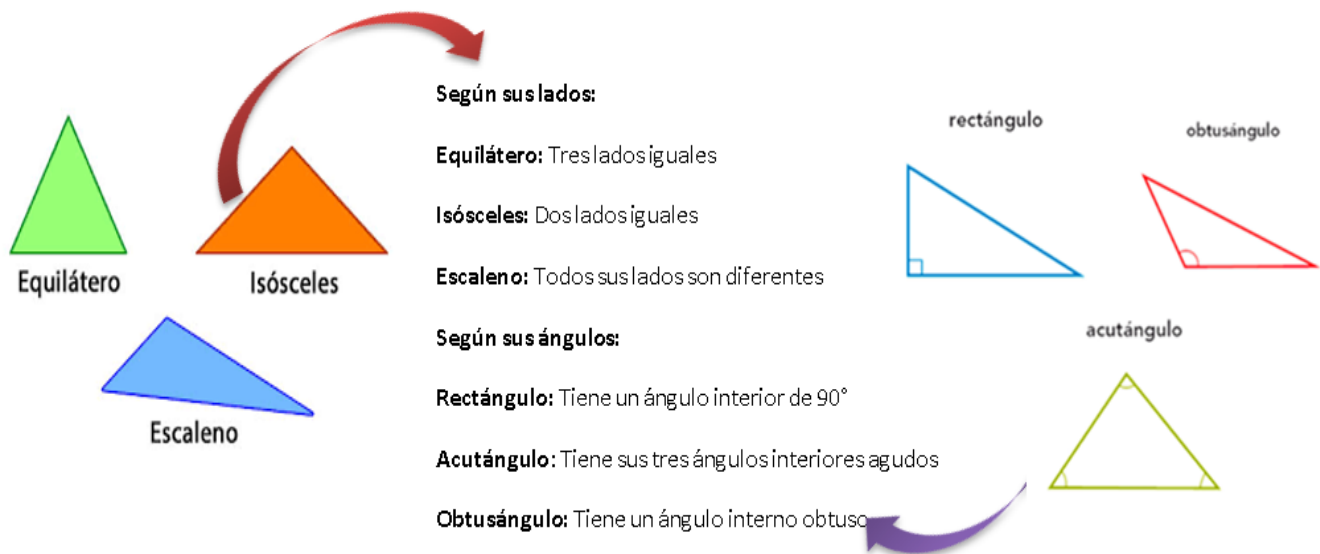 Equilátero
Isósceles
Escaleno
Según sus lados:
Equilátero: Tres lados iguales
Isósceles: Dos lados iguales
Escaleno: Todos sus lados son diferentes
Según sus ángulos:
Rectángulo: Tiene un ángulo interior de 90°
Acutángulo: Tiene sus tres ángulos interiores agudos
Obtusángulo: Tiene un ángulo interno obtuso
rectángulo
obtusángulo
acutángulo